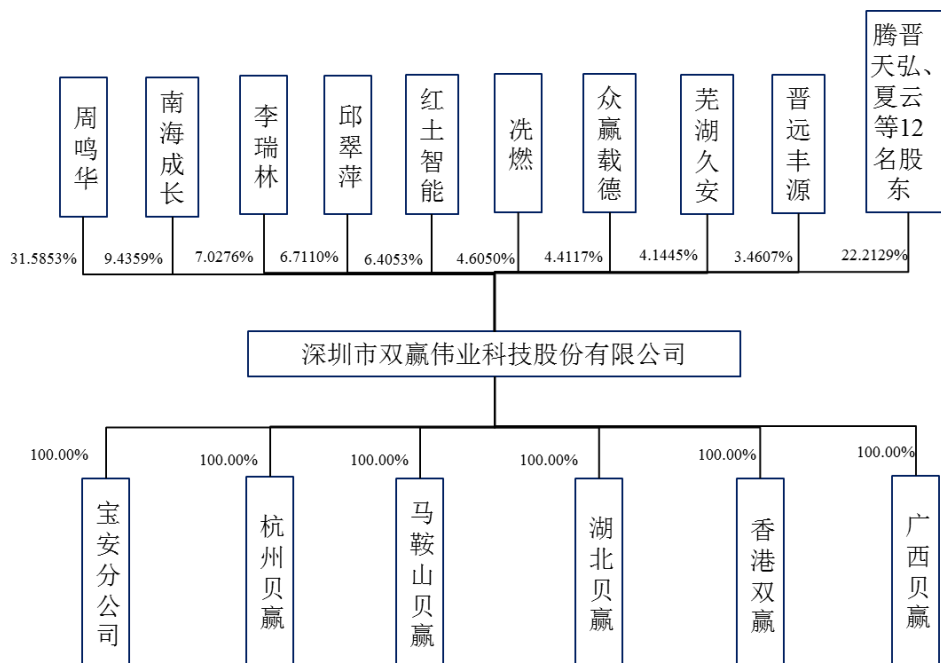 周鸣华
南海成长
李瑞林
邱翠萍
红土智能
冼燃
众赢载德
芜湖久安
晋远丰源
腾晋
天弘、
夏云
等12
名股
东
31.5853%
9.4359%
7.0276%
6.7110%
6.4053%
4.6050%
4.4117%
4.1445%
3.4607%
22.2129%
深圳市双赢伟业科技股份有限公司
100.00%
100.00%
100.00%
100.00%
100.00%
100.00%
宝安分公司
杭州贝赢
马鞍山贝赢
湖北贝赢
香港双赢
广西贝赢